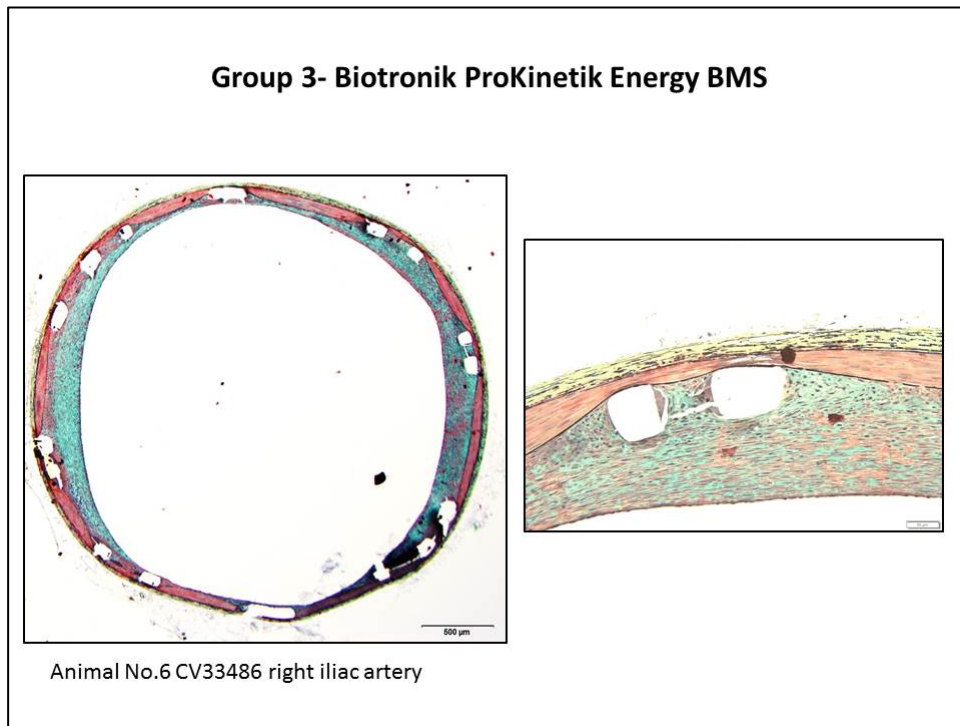 Group 3- Biotronik ProKinetik Energy BMS
500 µm
Animal No.6 CV33486 right iliac artery